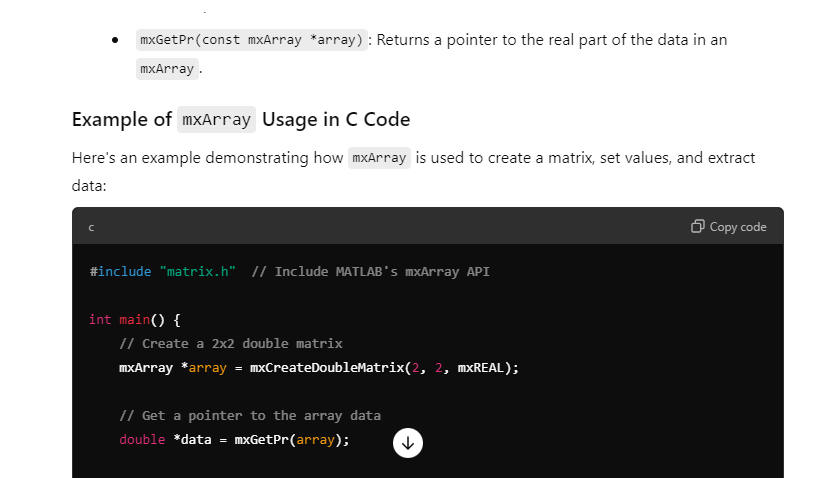 • mxGetPr(const mxArray *array) : Returns a pointer to the real part of the data in an
mxArray .
Example of mxArray Usage in C Code
Here's an example demonstrating how mxArray is used to create a matrix, set values, and extract
data:
c Copy code
#include "matrix.h" // Include MATLAB's mxArray API
int main() {
// Create a 2x2 double matrix
mxArray *array = mxCreateDoubleMatrix(2, 2, mxREAL);
// Get a pointer to the array data
double *data = mxGetPr(array);